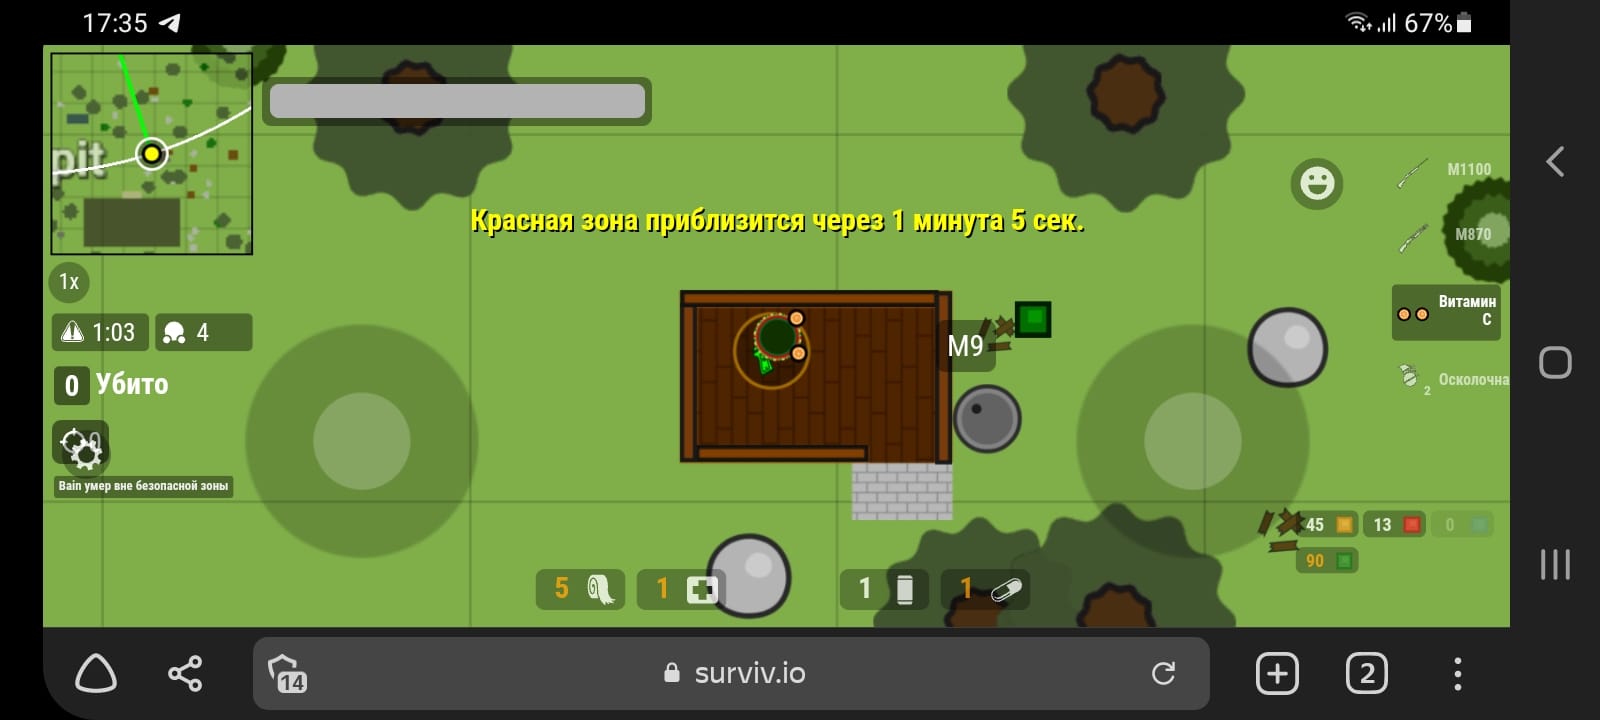 17:35
67%
pit
Красная зона приблизится через 1 минута 5 сек.
M1100
M870
1x
Витамин
C
1:03
4
M9
0 Убито
Осколочна
2
0
Bain умер вне безопасной зоны
45
13
0
90
5
1
1
1
14
surviv.io
2